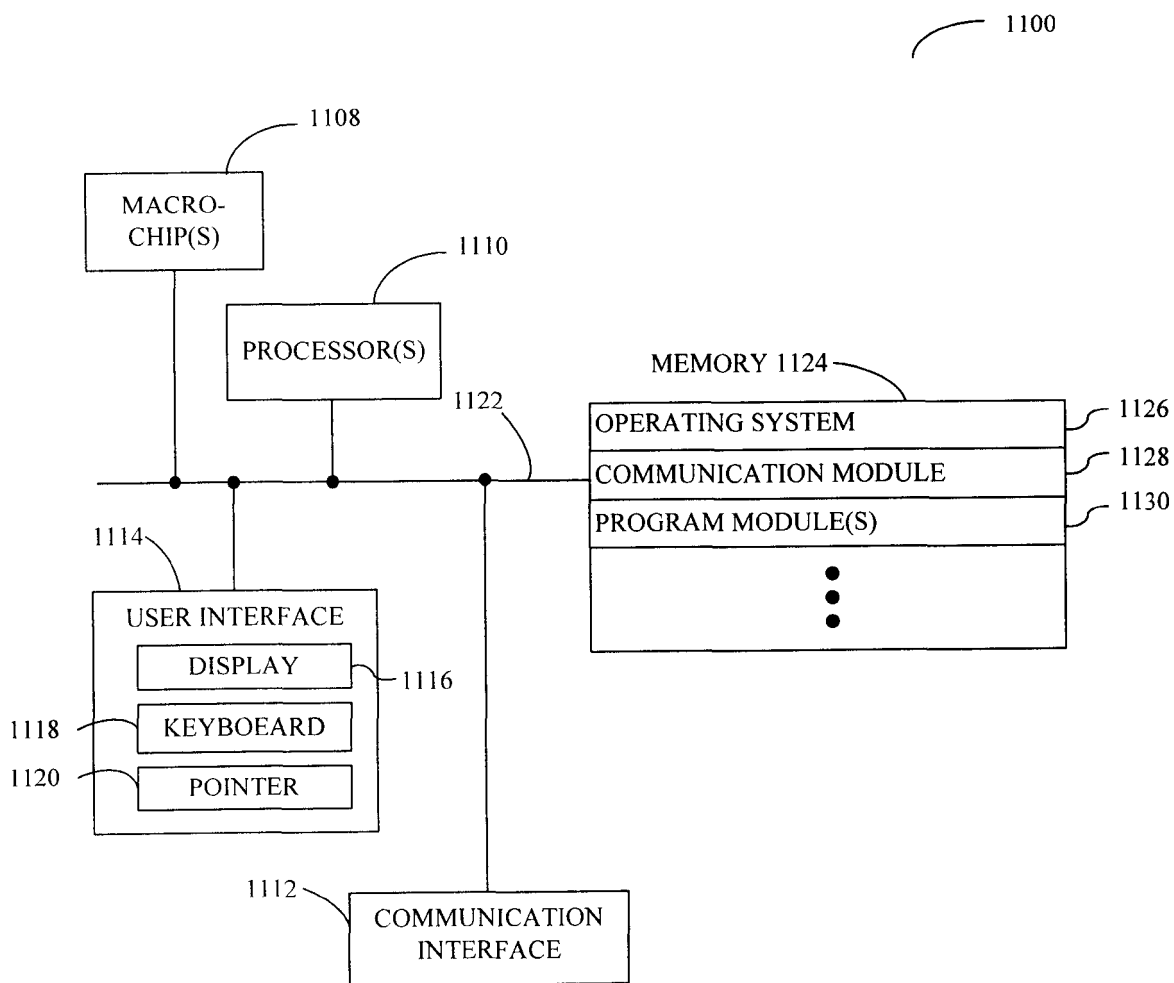 1100
1108
MACRO-
CHIP(S)
1110
PROCESSOR(S)
MEMORY 1124
1122
OPERATING SYSTEM
1126
COMMUNICATION MODULE
1128
PROGRAM MODULE(S)
1130
1114
USER INTERFACE
DISPLAY
1116
1118
KEYBOEARD
1120
POINTER
1112
COMMUNICATION
INTERFACE